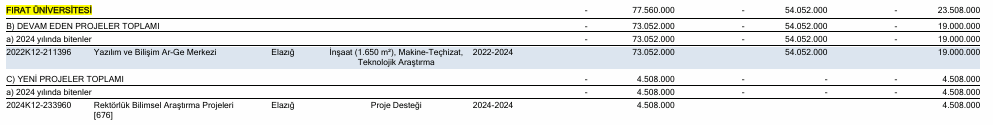 FIRAT ÜNİVERSİTESİ - 77.560.000 - 54.052.000 - 23.508.000
B) DEVAM EDEN PROJELER TOPLAMI - 73.052.000 - 54.052.000 - 19.000.000
a) 2024 yılında bitenler - 73.052.000 - 54.052.000 - 19.000.000
2022K12-211396 Yazılım ve Bilişim Ar-Ge Merkezi Elazığ İnşaat (1.650 m²), Makine-Teçhizat, 2022-2024 73.052.000 54.052.000 19.000.000
Teknolojik Araştırma
C) YENİ PROJELER TOPLAMI - 4.508.000 - - - 4.508.000
a) 2024 yılında bitenler - 4.508.000 - - - 4.508.000
2024K12-233960 Rektörlük Bilimsel Araştırma Projeleri Elazığ Proje Desteği 2024-2024 4.508.000 4.508.000
[676]